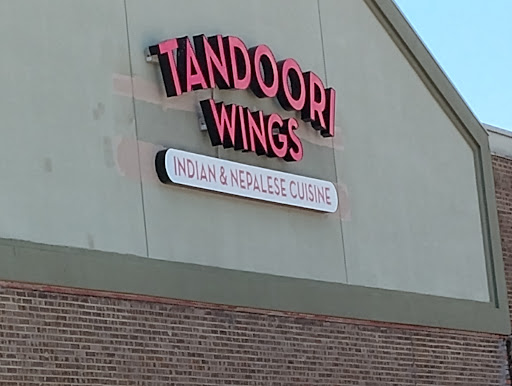 TANDOORI
WINGS
INDIAN & NEPALESE CUISINE